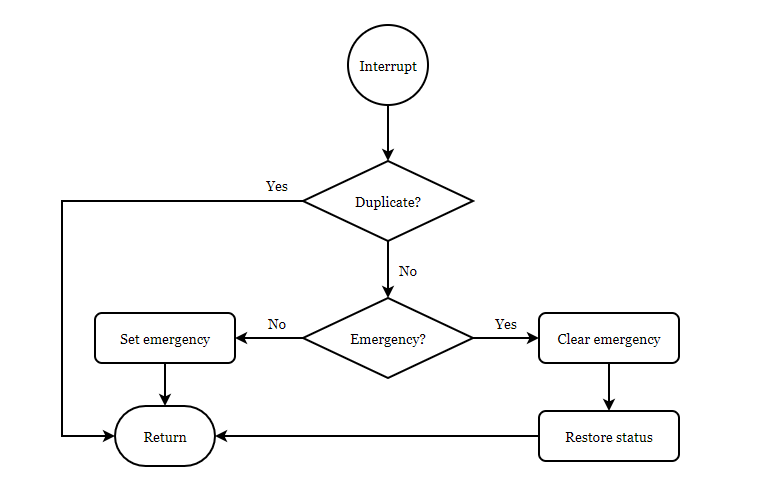 Interrupt
Yes
Duplicate?
No
No
Yes
Set emergency
Emergency?
Clear emergency
Return
Restore status